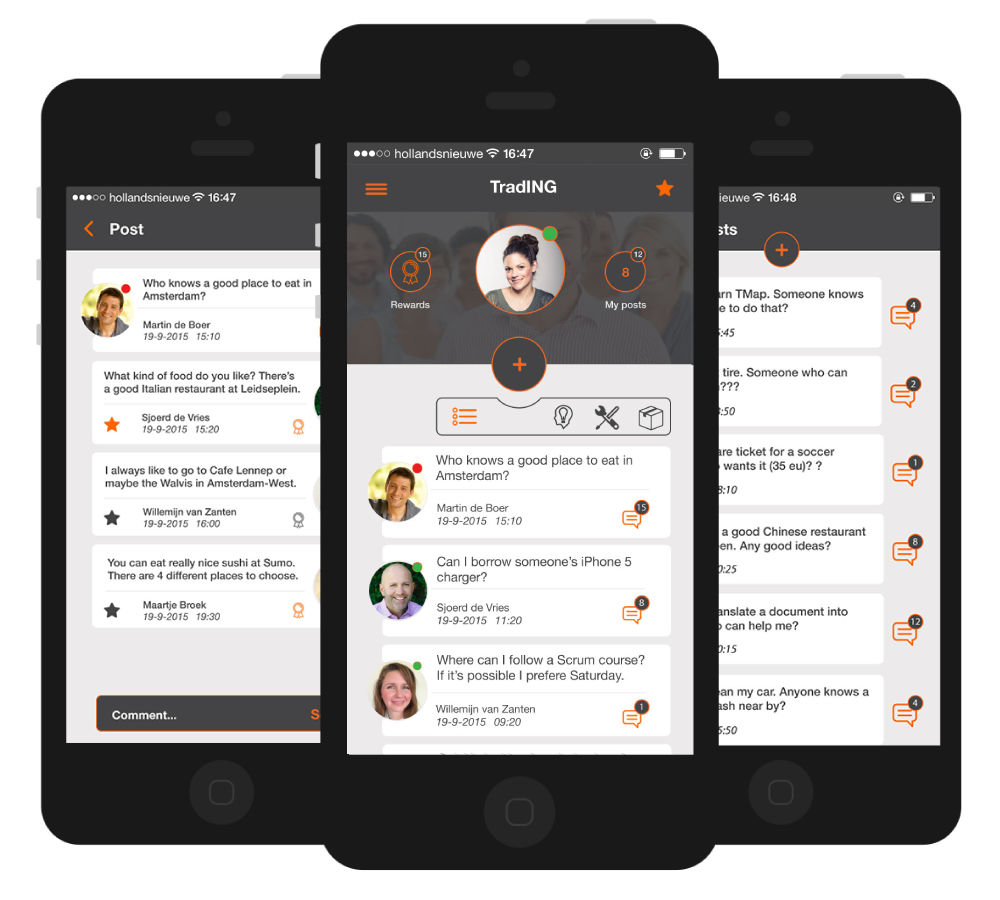 hollandsnieuwe 16:47
Post
Who knows a good place to eat in
Amsterdam?
Martin de Boer
19-9-2015 15:10
What kind of food do you like? There's
a good Italian restaurant at Leidseplein.
Sjoerd de Vries
19-9-2015 15:20
I always like to go to Cafe Lennep or
maybe the Walvis in Amsterdam-West.
Willemijn van Zanten
19-9-2015 16:00
You can eat really nice sushi at Sumo.
There are 4 different places to choose.
Maartje Broek
19-9-2015 19:30
Comment...
S
hollandsnieuwe 16:47
TradING
15
Rewards
12
8
My posts
+
Who knows a good place to eat in
Amsterdam?
Martin de Boer
19-9-2015 15:10
15
Can I borrow someone's iPhone 5
charger?
Sjoerd de Vries
19-9-2015 11:20
8
Where can I follow a Scrum course?
If it's possible I prefere Saturday.
Willemijn van Zanten
19-9-2015 09:20
1
ieuwe 16:48
sts
+
arn TMap. Someone knows
e to do that?
5:45
4
tire. Someone who can
???
3:50
2
are ticket for a soccer
wants it (35 eu)? ?
8:10
1
a good Chinese restaurant
en. Any good ideas?
0:25
8
anslate a document into
o can help me?
0:15
12
ean my car. Anyone knows a
ash near by?
5:50
4